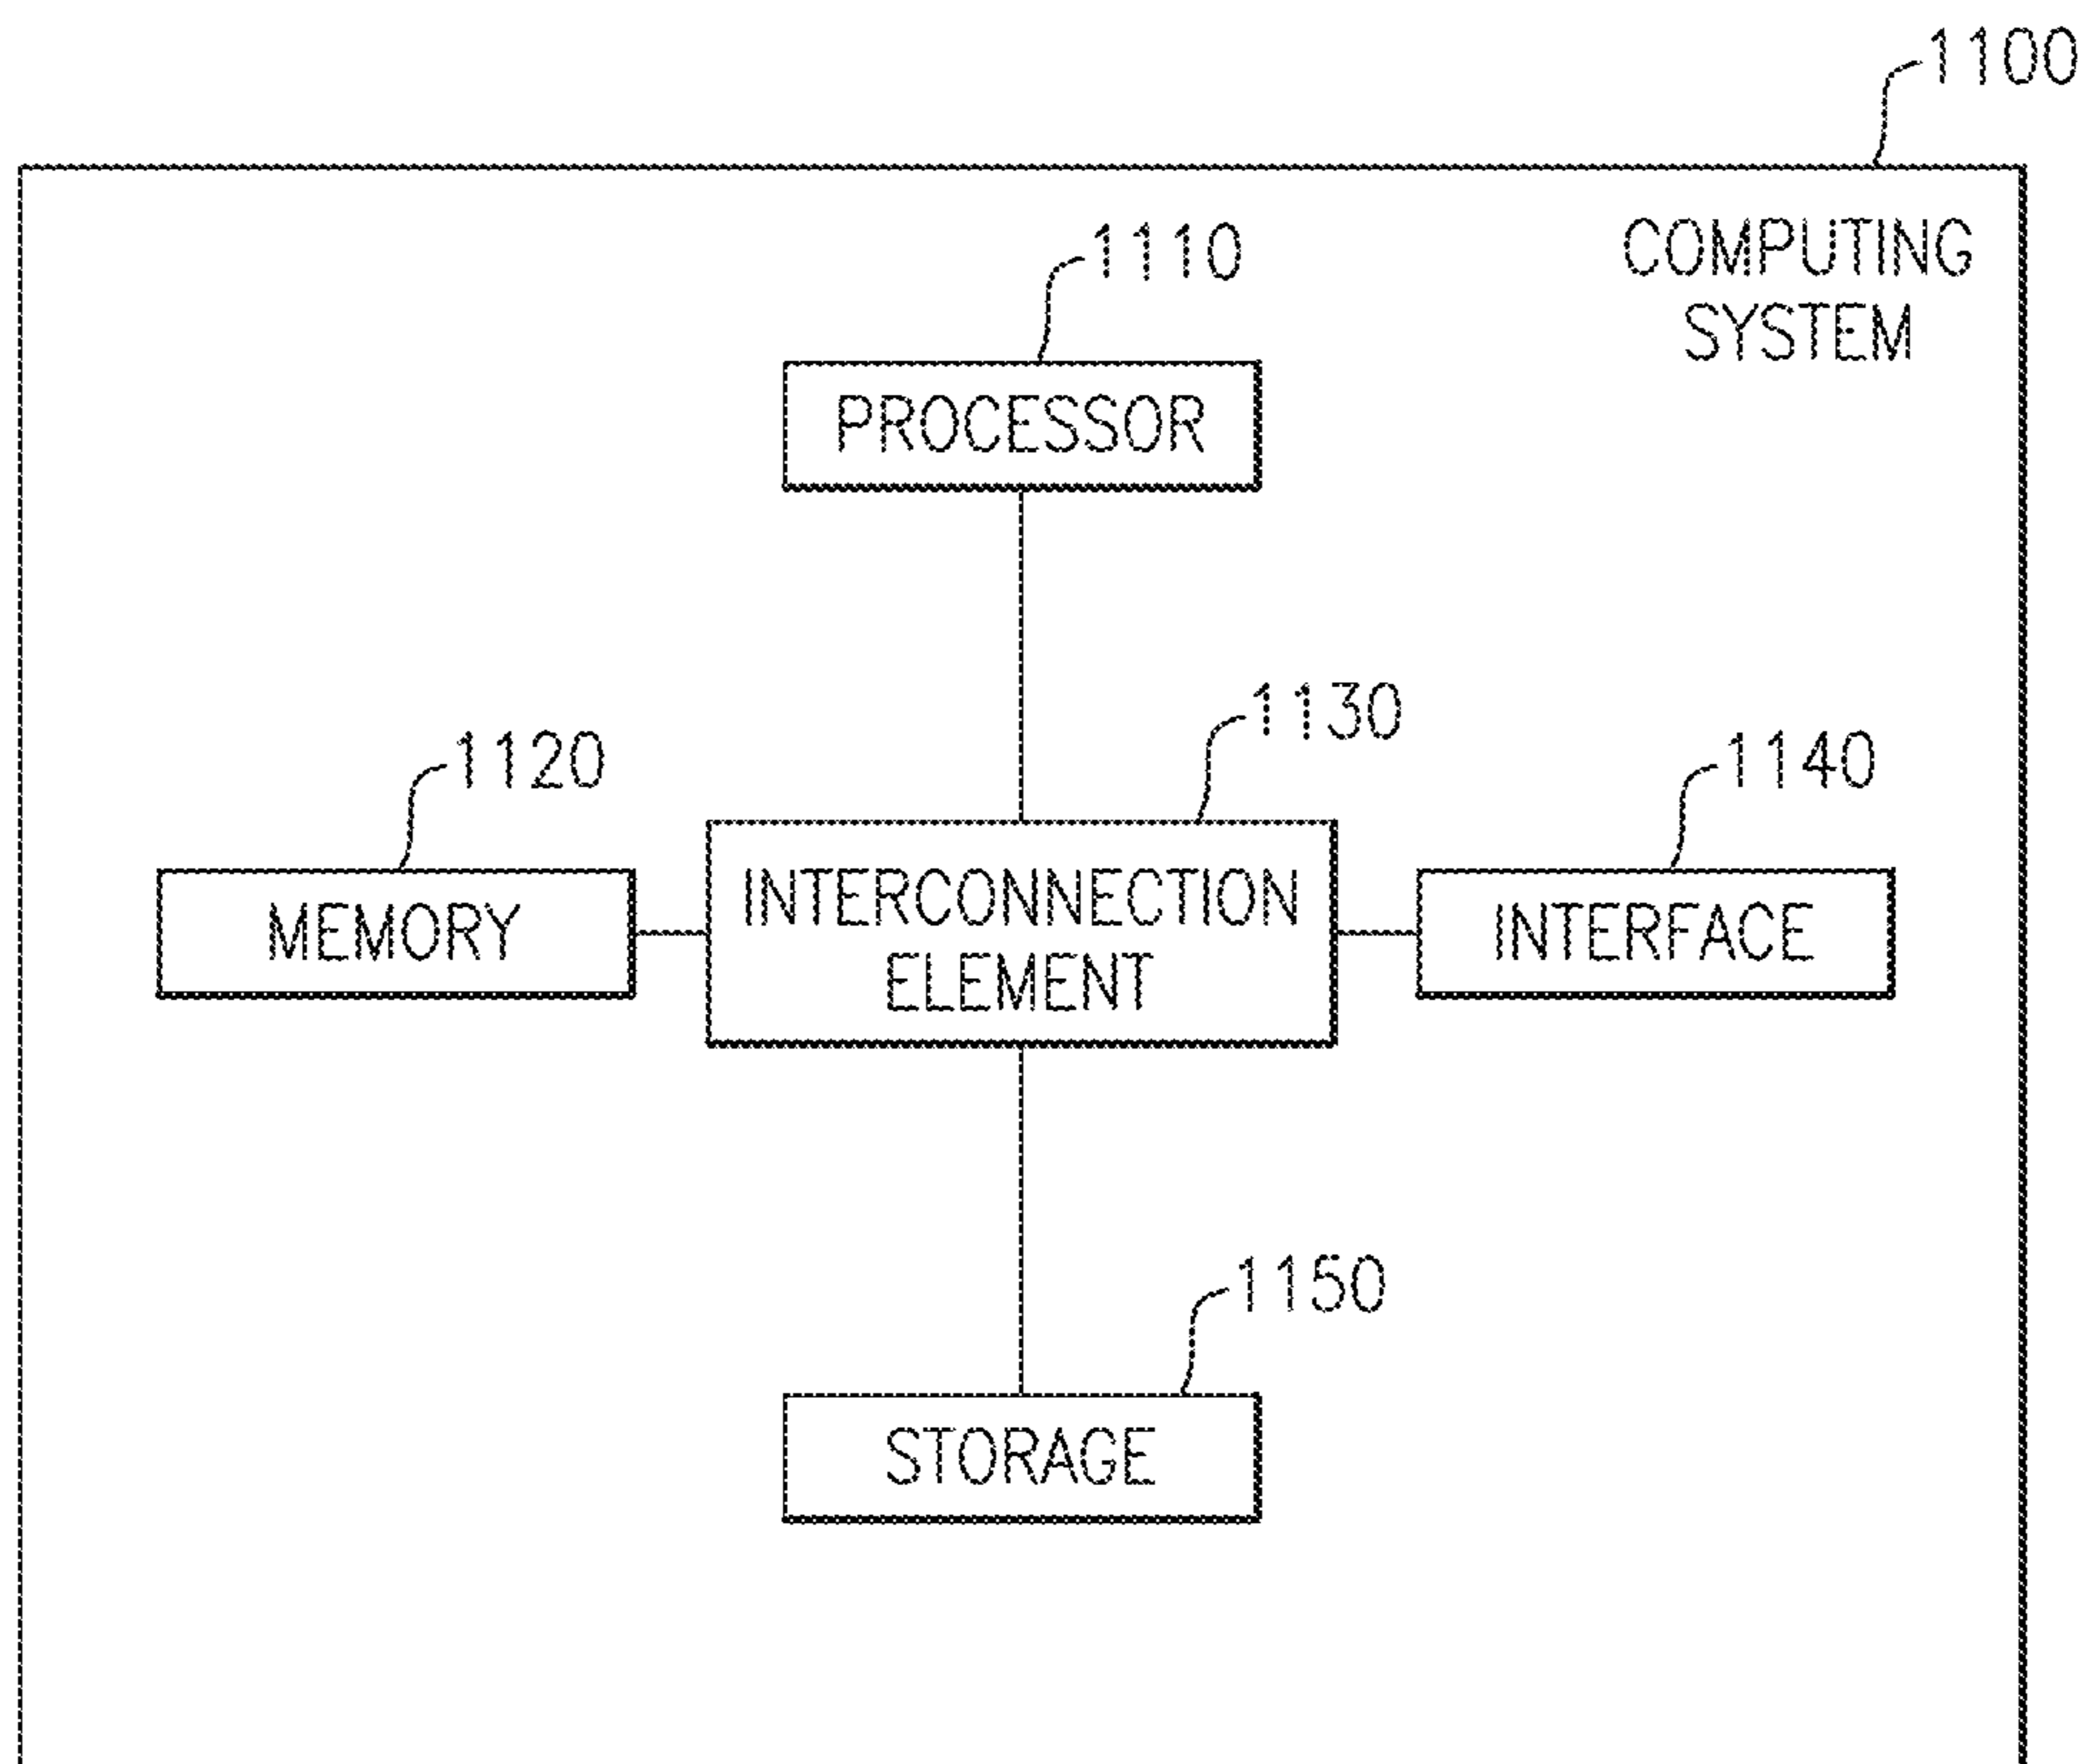 1100
COMPUTING
SYSTEM
1110
PROCESSOR
1130
1120
1140
MEMORY
INTERCONNECTION
ELEMENT
INTERFACE
1150
STORAGE